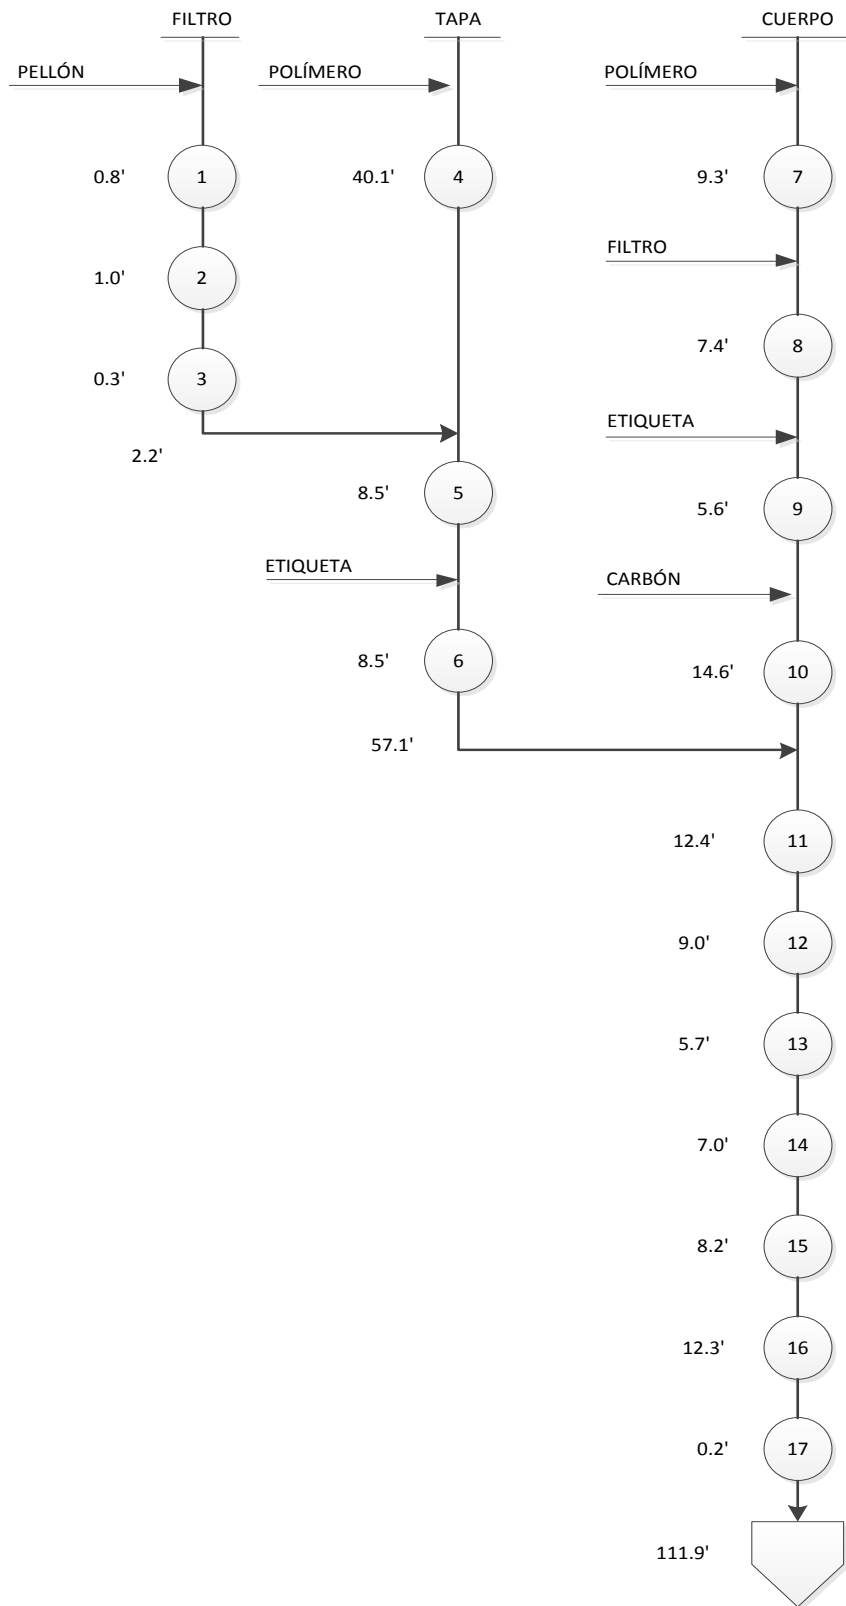 FILTRO TAPA CUERPO
PELLÓN POLÍMERO POLÍMERO
0.8' 1 40.1' 4 9.3' 7
FILTRO
1.0' 2
7.4' 8
0.3' 3
ETIQUETA
2.2'
8.5' 5
5.6' 9
ETIQUETA
CARBÓN
8.5' 6
14.6' 10
57.1'
12.4' 11
9.0' 12
5.7' 13
7.0' 14
8.2' 15
12.3' 16
0.2' 17
111.9'